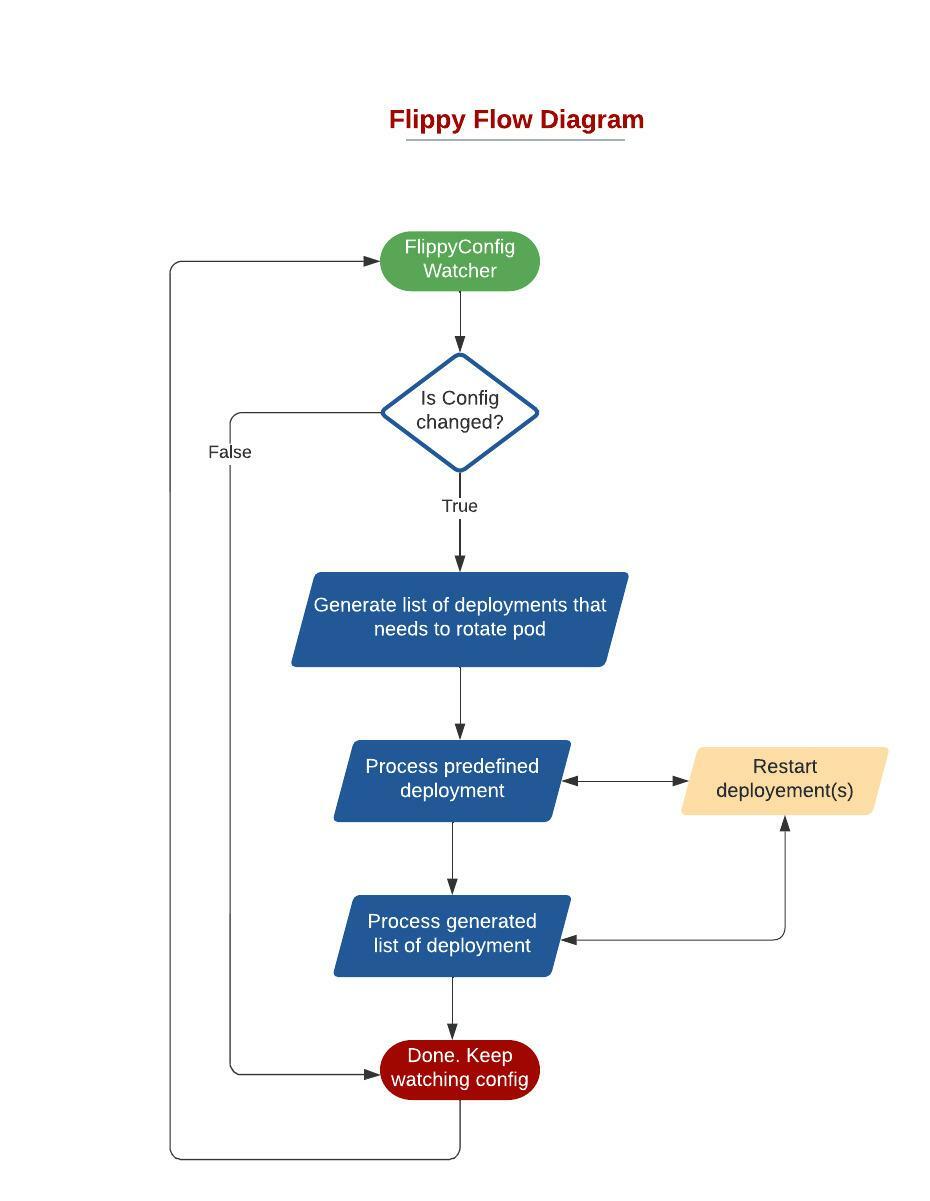 Flippy Flow Diagram
FlippyConfig
Watcher
Is Config
changed?
False
True
Generate list of deployments that
needs to rotate pod
Process predefined
deployment
Restart
deployement(s)
Process generated
list of deployment
Done. Keep
watching config